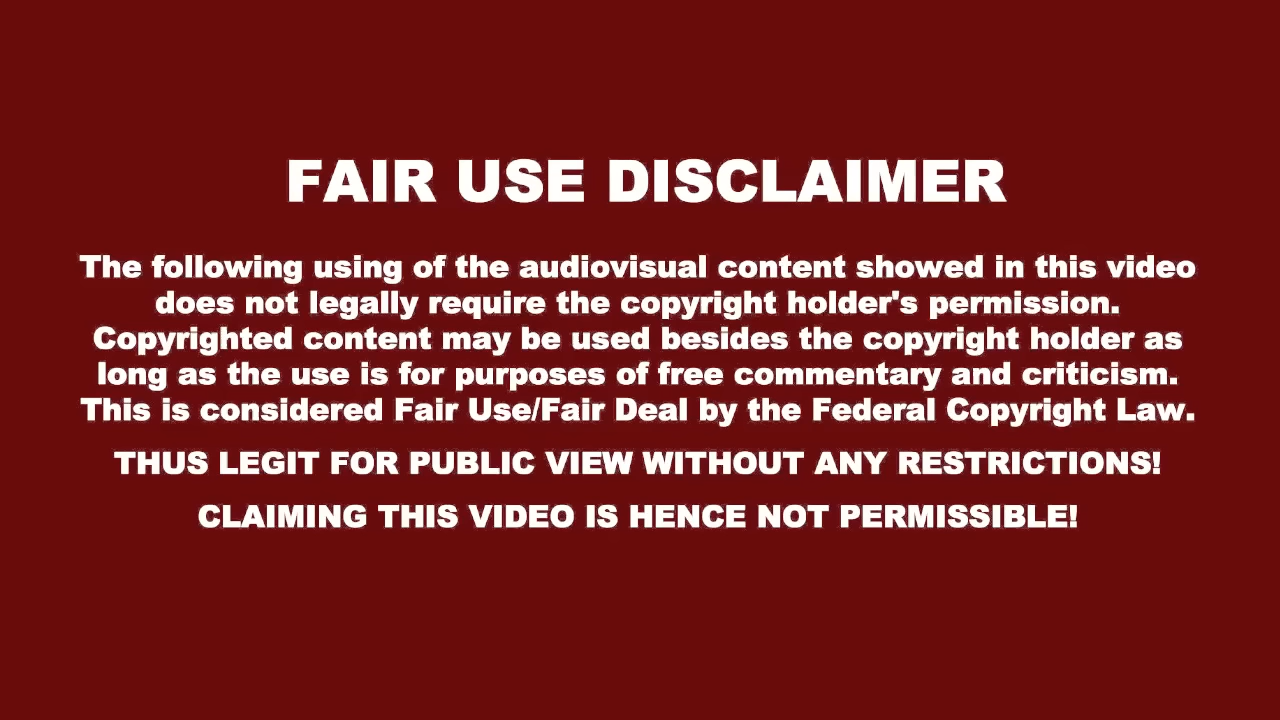 FAIR USE DISCLAIMER
The following using of the audiovisual content showed in this video
does not legally require the copyright holder's permission.
Copyrighted content may be used besides the copyright holder as
long as the use is for purposes of free commentary and criticism.
This is considered Fair Use/Fair Deal by the Federal Copyright Law.
THUS LEGIT FOR PUBLIC VIEW WITHOUT ANY RESTRICTIONS!
CLAIMING THIS VIDEO IS HENCE NOT PERMISSIBLE!